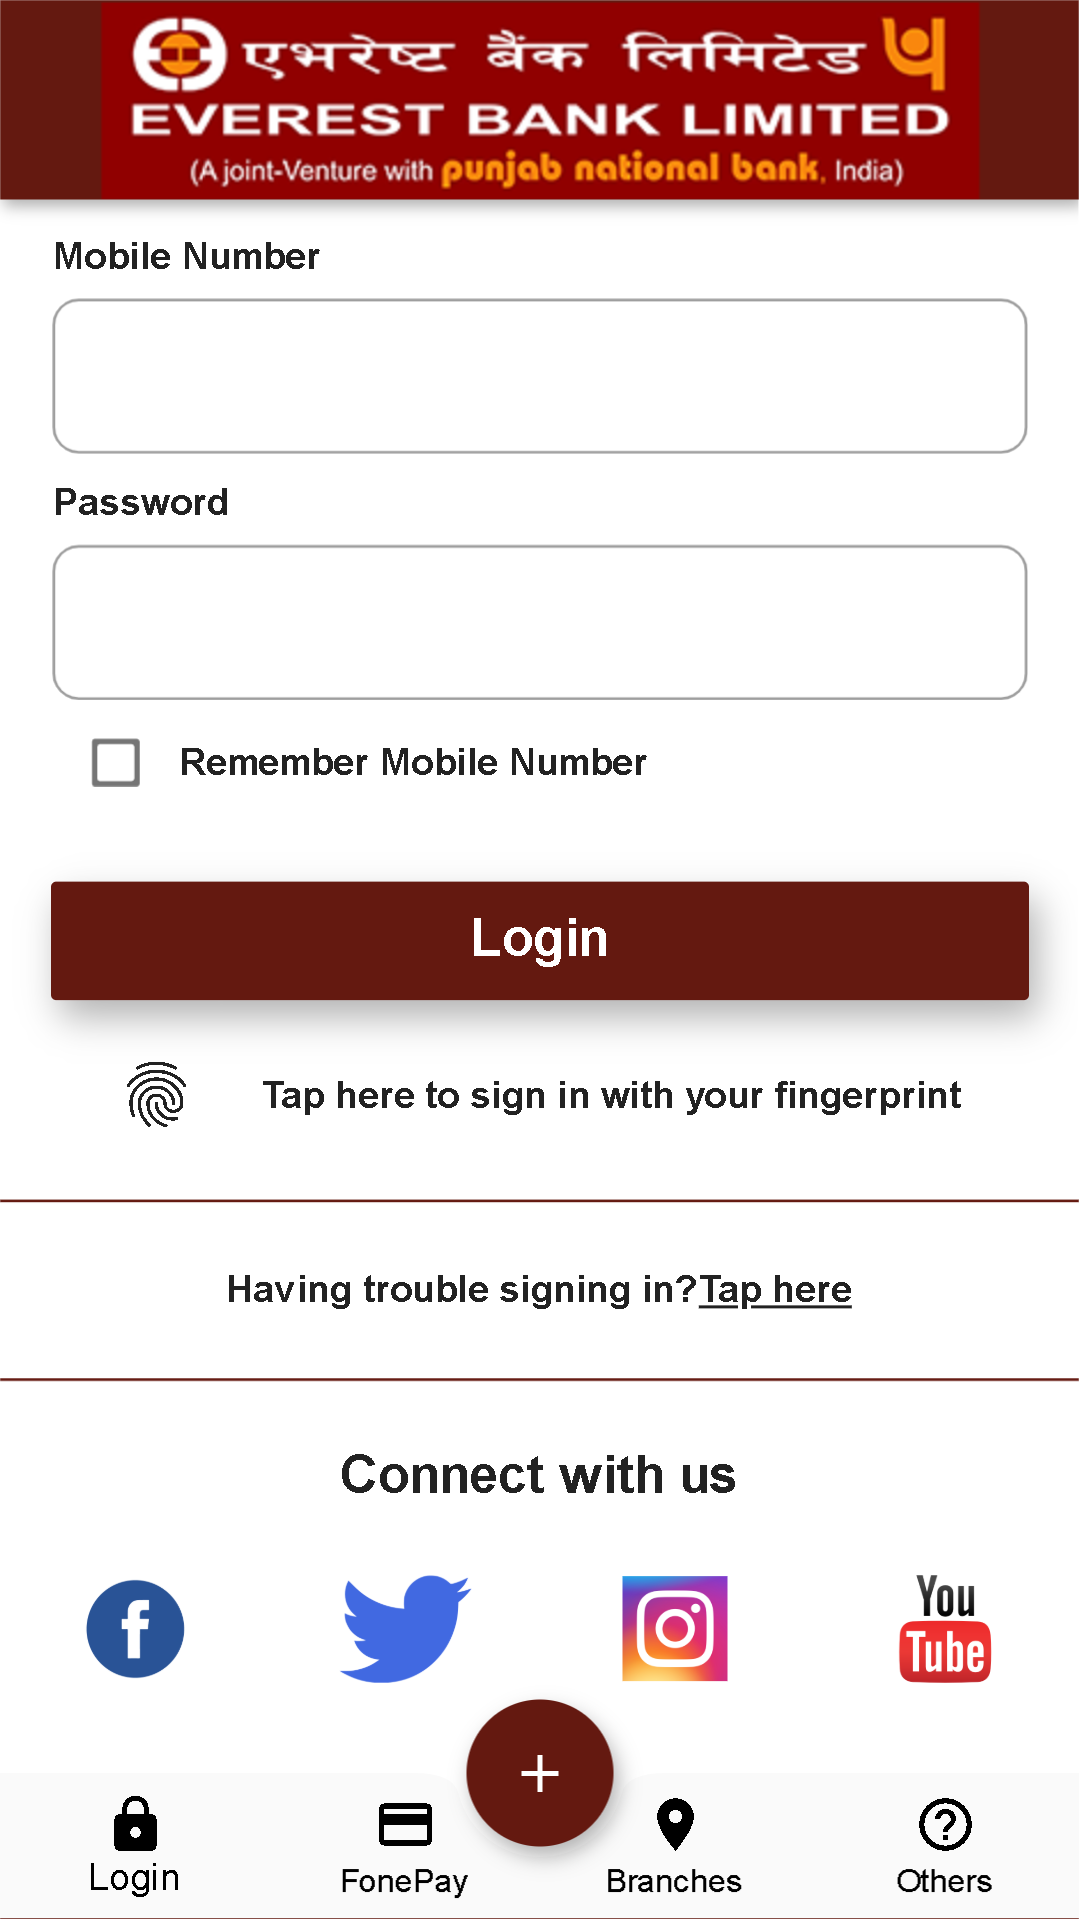 एभरेष्ट बैंक लिमिटेड
EVEREST BANK LIMITED
(A joint-Venture with punjab national bank, India)
Mobile Number
Password
Remember Mobile Number
Login
Tap here to sign in with your fingerprint
Having trouble signing in?Tap here
Connect with us
You
Tube
Login
FonePay
Branches
Others